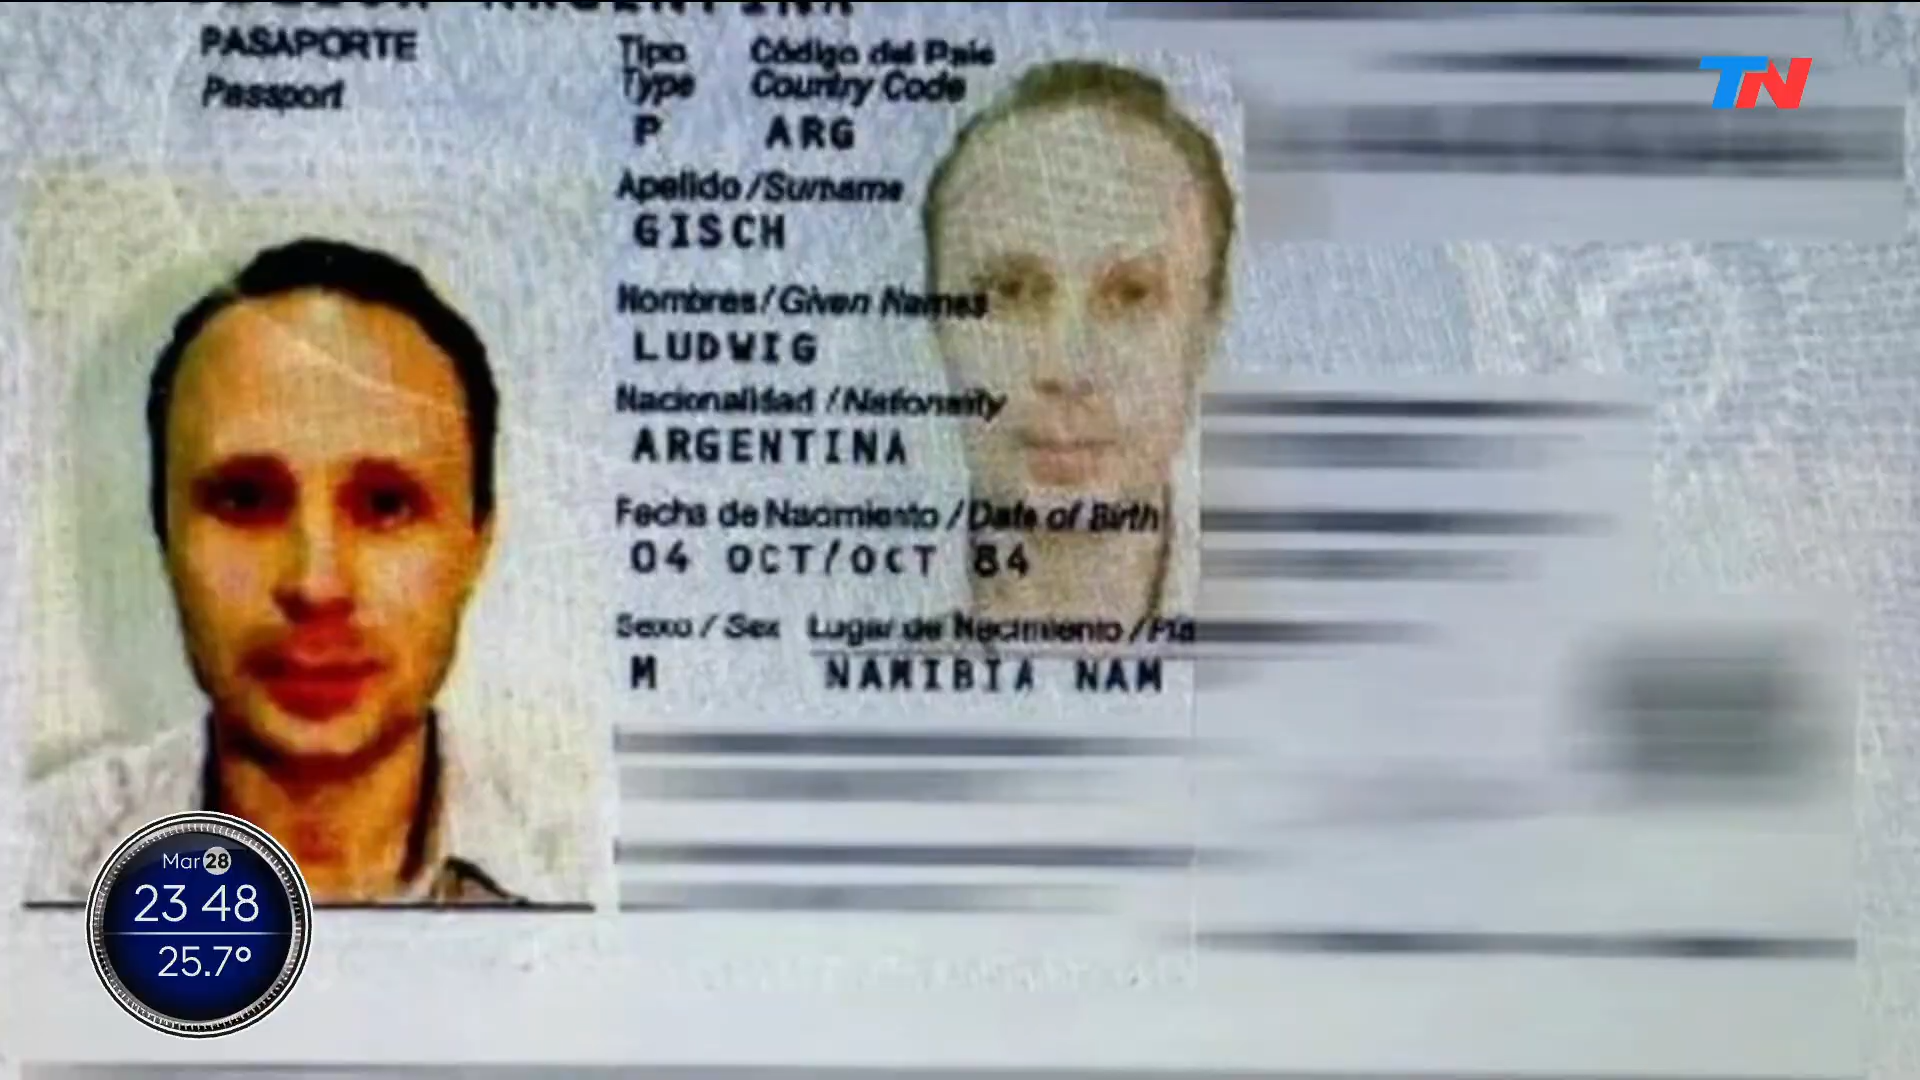 ARGENTINA
PASAPORTE
Passport
Tipo
Type
P
Código del País
Country Code
ARG
Apellido / Surname
GISCH
Nombres / Given Names
LUDWIG
Nacionalidad / Nationality
ARGENTINA
Fecha de Nacimiento / Date of Birth
04 OCT/OCT 84
Sexo / Sex
M
Lugar de Nacimiento / Pla
NAMIBIA NAM
TN
Mar 28
23 48
25.7°